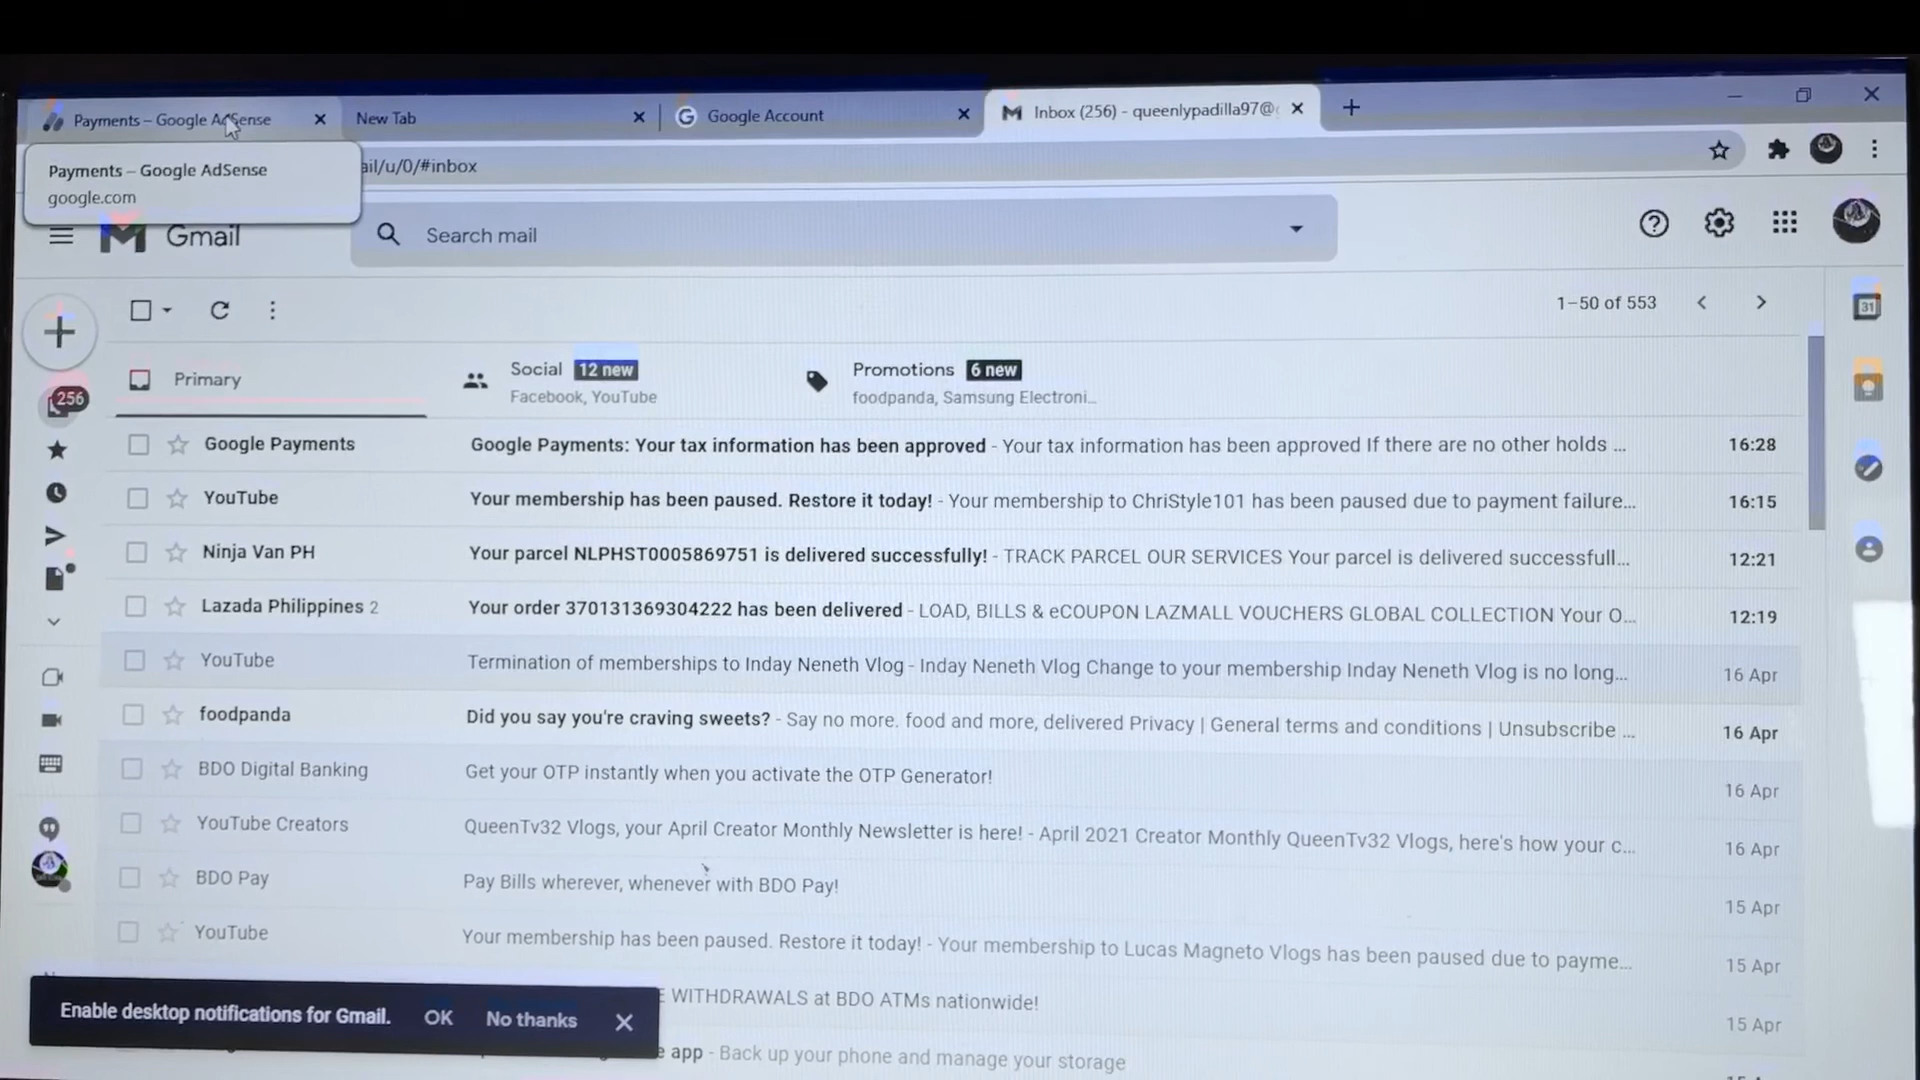 Payments – Google AdSense
New Tab
Google Account
Inbox (256) - queenlypadilla97@
Payments – Google AdSense
google.com
ail/u/0/#inbox
Gmail
Search mail
1–50 of 553
31
Primary
Social 12 new
Facebook, YouTube
Promotions 6 new
foodpanda, Samsung Electroni...
256
Google Payments Google Payments: Your tax information has been approved - Your tax information has been approved If there are no other holds ... 16:28
YouTube Your membership has been paused. Restore it today! - Your membership to ChriStyle101 has been paused due to payment failure... 16:15
Ninja Van PH Your parcel NLPHST0005869751 is delivered successfully! - TRACK PARCEL OUR SERVICES Your parcel is delivered successfull... 12:21
Lazada Philippines 2 Your order 370131369304222 has been delivered - LOAD, BILLS & eCOUPON LAZMALL VOUCHERS GLOBAL COLLECTION Your O... 12:19
YouTube Termination of memberships to Inday Neneth Vlog - Inday Neneth Vlog Change to your membership Inday Neneth Vlog is no long... 16 Apr
foodpanda Did you say you're craving sweets? - Say no more. food and more, delivered Privacy | General terms and conditions | Unsubscribe ... 16 Apr
BDO Digital Banking Get your OTP instantly when you activate the OTP Generator! 16 Apr
YouTube Creators QueenTv32 Vlogs, your April Creator Monthly Newsletter is here! - April 2021 Creator Monthly QueenTv32 Vlogs, here's how your c... 16 Apr
BDO Pay Pay Bills wherever, whenever with BDO Pay! 15 Apr
YouTube Your membership has been paused. Restore it today! - Your membership to Lucas Magneto Vlogs has been paused due to payme... 15 Apr
WITHDRAWALS at BDO ATMs nationwide! 15 Apr
Enable desktop notifications for Gmail. OK No thanks
app - Back up your phone and manage your storage